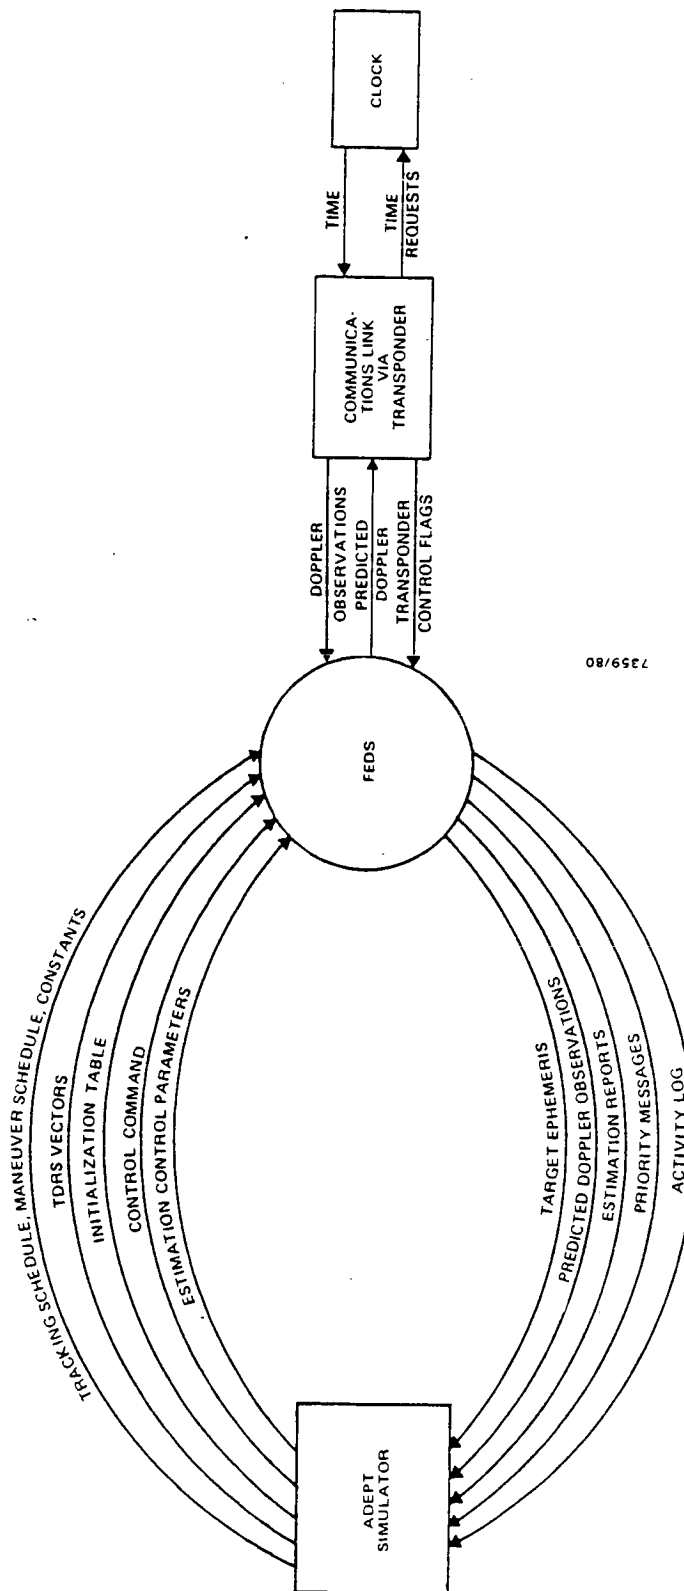 TRACKING SCHEDULE, MANEUVER SCHEDULE, CONSTANTS
TDRS VECTORS
INITIALIZATION TABLE
CONTROL COMMAND
ESTIMATION CONTROL PARAMETERS
ADEPT
SIMULATOR
FEDS
TARGET EPHEMERIS
PREDICTED DOPPLER OBSERVATIONS
ESTIMATION REPORTS
PRIORITY MESSAGES
ACTIVITY LOG
DOPPLER
OBSERVATIONS
PREDICTED
DOPPLER
TRANSPONDER
CONTROL FLAGS
COMMUNICA-
TIONS LINK
VIA
TRANSPONDER
TIME
TIME
REQUESTS
CLOCK
7359/80